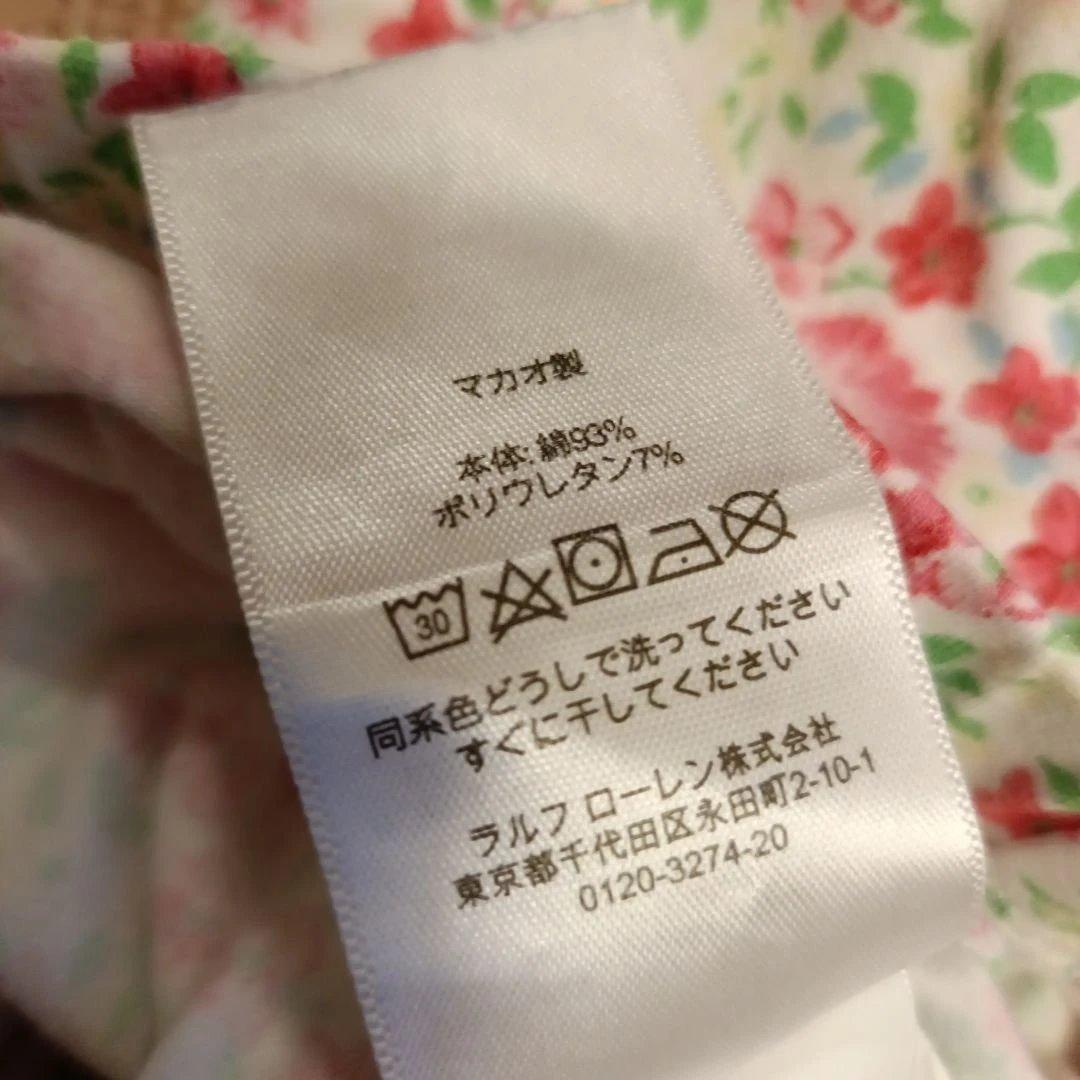 マカオ製
本体: 綿93%
ポリウレタン7%
30
同系色どうしで洗ってください
すぐに干してください
ラルフ ローレン株式会社
東京都千代田区永田町2-10-1
0120-3274-20